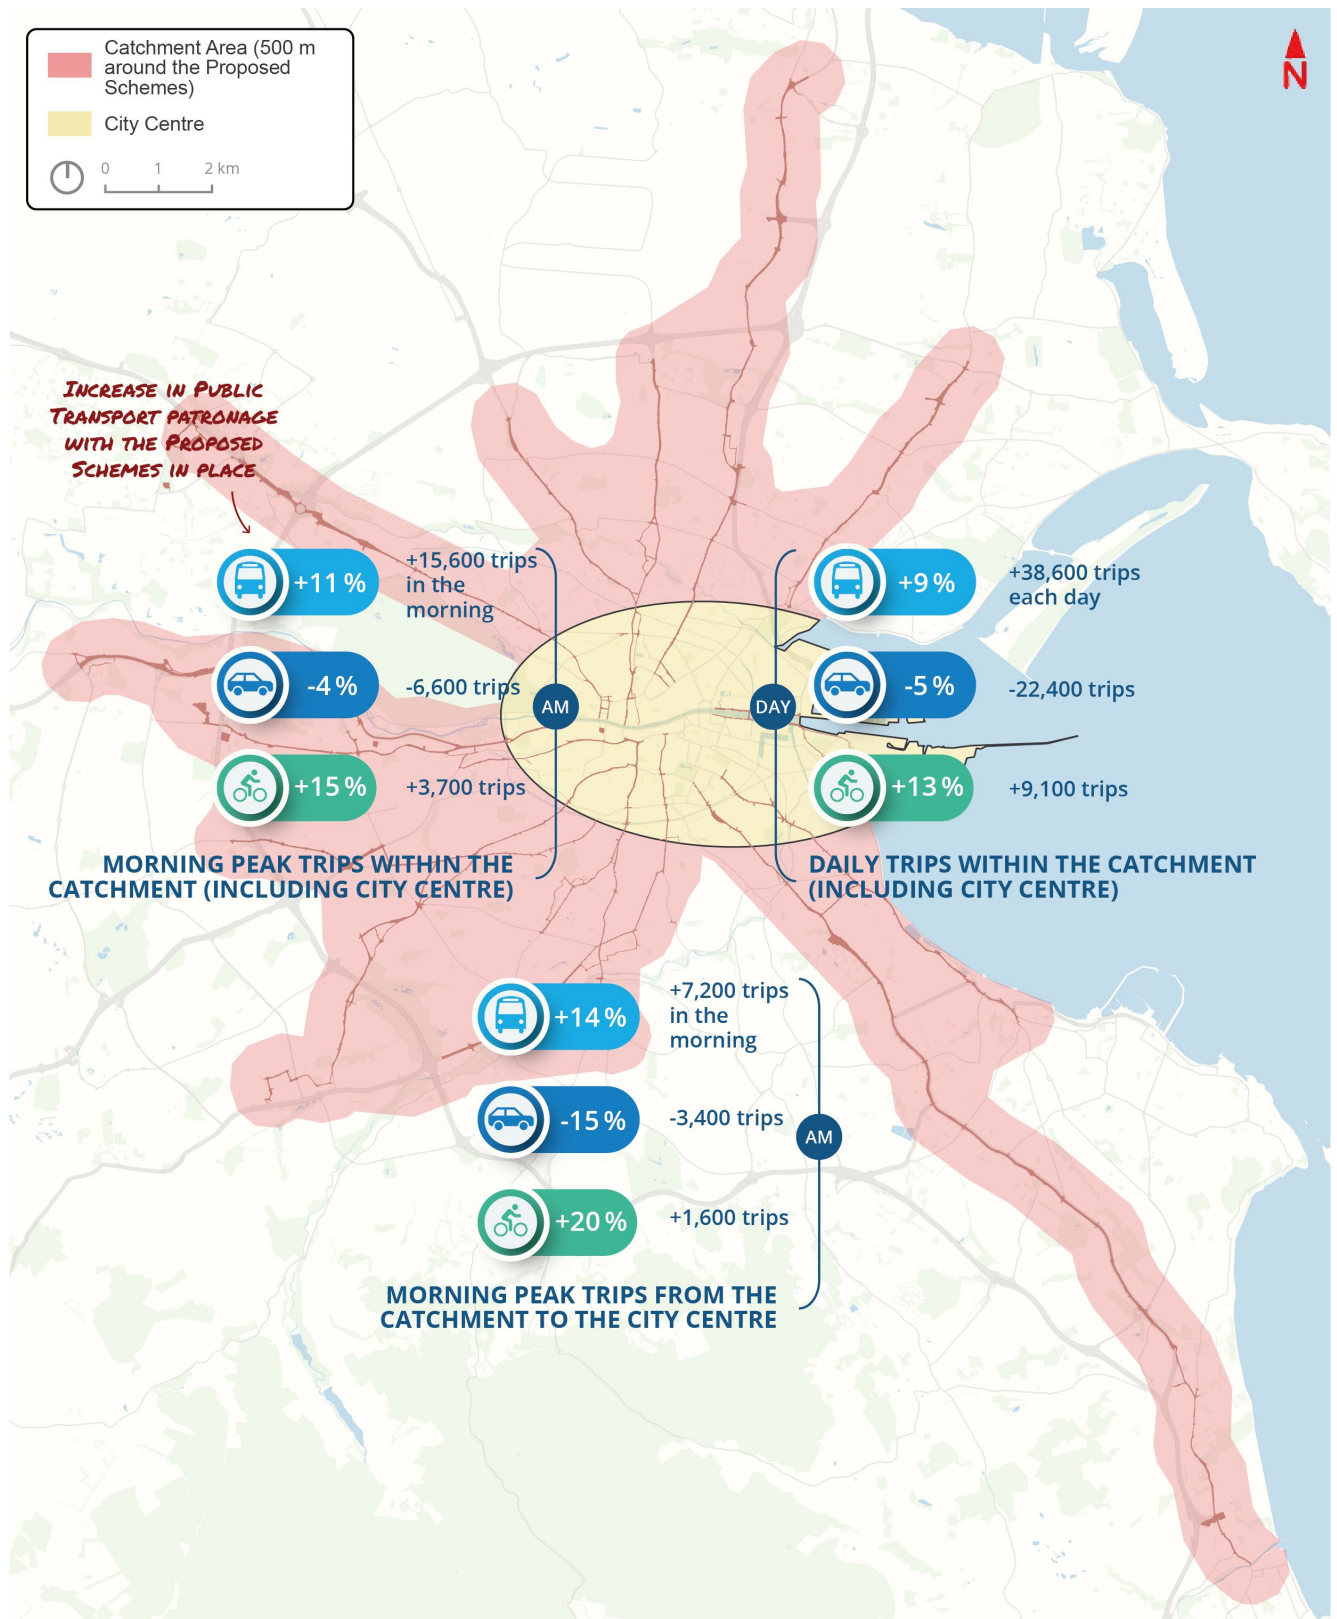 Catchment Area (500 m
around the Proposed
Schemes)
City Centre
0 1 2 km
N
INCREASE IN PUBLIC
TRANSPORT PATRONAGE
WITH THE PROPOSED
SCHEMES IN PLACE
+11 %
+15,600 trips
in the
morning
-4 %
-6,600 trips
+15 %
+3,700 trips
AM
MORNING PEAK TRIPS WITHIN THE
CATCHMENT (INCLUDING CITY CENTRE)
+9 %
+38,600 trips
each day
-5 %
-22,400 trips
+13 %
+9,100 trips
DAY
DAILY TRIPS WITHIN THE CATCHMENT
(INCLUDING CITY CENTRE)
+14 %
+7,200 trips
in the
morning
-15 %
-3,400 trips
+20 %
+1,600 trips
AM
MORNING PEAK TRIPS FROM THE
CATCHMENT TO THE CITY CENTRE